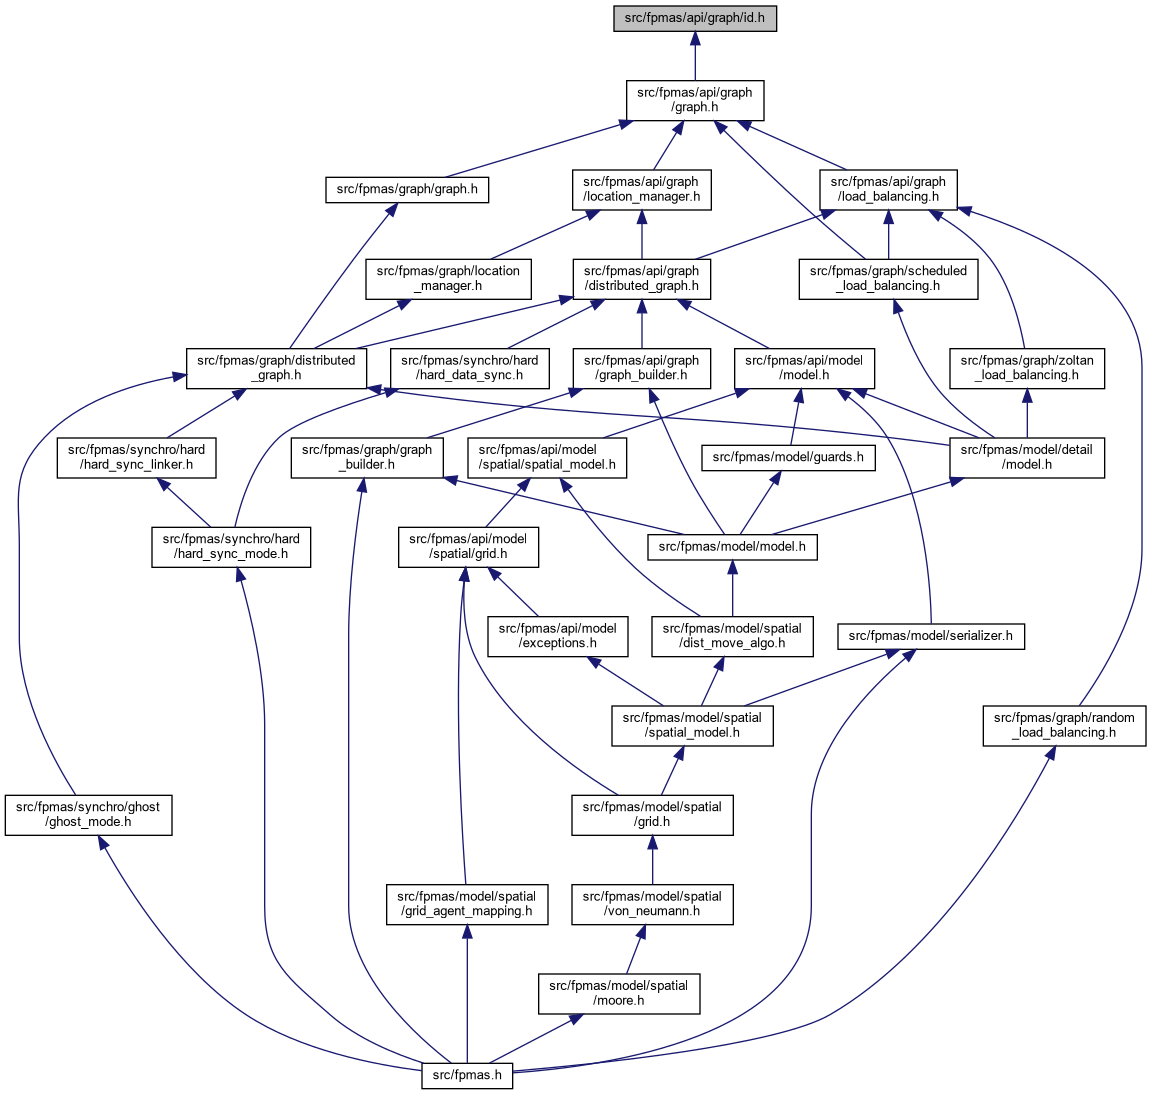 src/fpmas/api/graph/id.h
src/fpmas/api/graph
/graph.h
src/fpmas/graph/graph.h
src/fpmas/api/graph
/location_manager.h
src/fpmas/api/graph
/load_balancing.h
src/fpmas/graph/location
_manager.h
src/fpmas/api/graph
/distributed_graph.h
src/fpmas/graph/scheduled
_load_balancing.h
src/fpmas/graph/distributed
_graph.h
src/fpmas/synchro/hard
/hard_data_sync.h
src/fpmas/api/graph
/graph_builder.h
src/fpmas/api/model
/model.h
src/fpmas/graph/zoltan
_load_balancing.h
src/fpmas/synchro/hard
/hard_sync_linker.h
src/fpmas/graph/graph
_builder.h
src/fpmas/api/model
/spatial/spatial_model.h
src/fpmas/model/guards.h
src/fpmas/model/detail
/model.h
src/fpmas/synchro/hard
/hard_sync_mode.h
src/fpmas/api/model
/spatial/grid.h
src/fpmas/model/model.h
src/fpmas/api/model
/exceptions.h
src/fpmas/model/spatial
/dist_move_algo.h
src/fpmas/model/serializer.h
src/fpmas/model/spatial
/spatial_model.h
src/fpmas/graph/random
_load_balancing.h
src/fpmas/synchro/ghost
/ghost_mode.h
src/fpmas/model/spatial
/grid.h
src/fpmas/model/spatial
/grid_agent_mapping.h
src/fpmas/model/spatial
/von_neumann.h
src/fpmas/model/spatial
/moore.h
src/fpmas.h